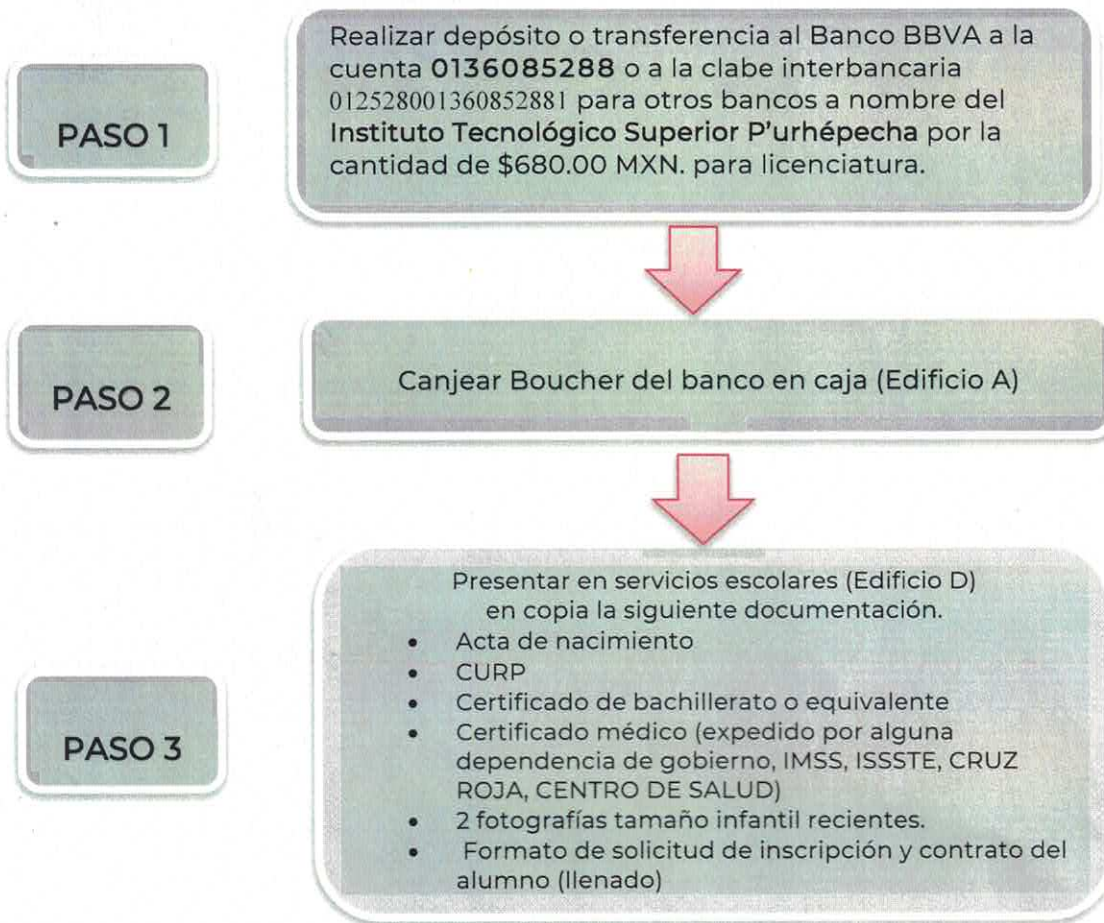 PASO 1
Realizar depósito o transferencia al Banco BBVA a la
cuenta 0136085288 o a la clabe interbancaria
012528001360852881 para otros bancos a nombre del
Instituto Tecnológico Superior P'urhépecha por la
cantidad de $680.00 MXN. para licenciatura.
PASO 2
Canjear Boucher del banco en caja (Edificio A)
PASO 3
Presentar en servicios escolares (Edificio D)
en copia la siguiente documentación.
• Acta de nacimiento
• CURP
• Certificado de bachillerato o equivalente
• Certificado médico (expedido por alguna
dependencia de gobierno, IMSS, ISSSTE, CRUZ
ROJA, CENTRO DE SALUD)
• 2 fotografías tamaño infantil recientes.
• Formato de solicitud de inscripción y contrato del
alumno (llenado)